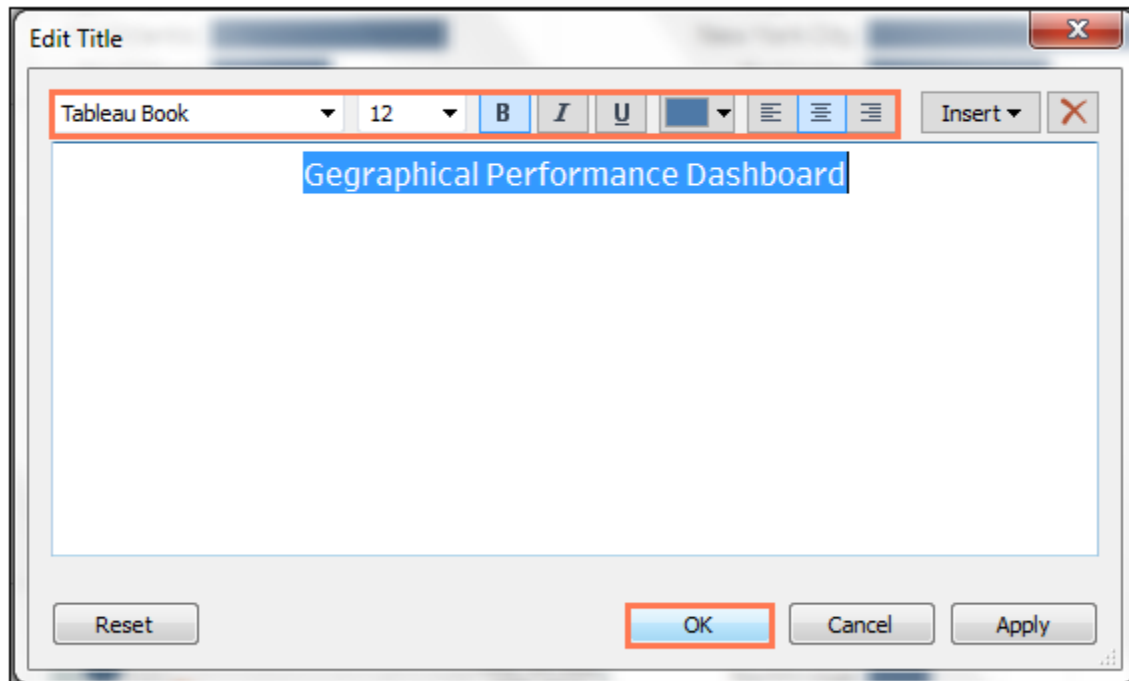 Edit Title
Tableau Book 12 B I U Insert
Gegraphical Performance Dashboard
Reset OK Cancel Apply